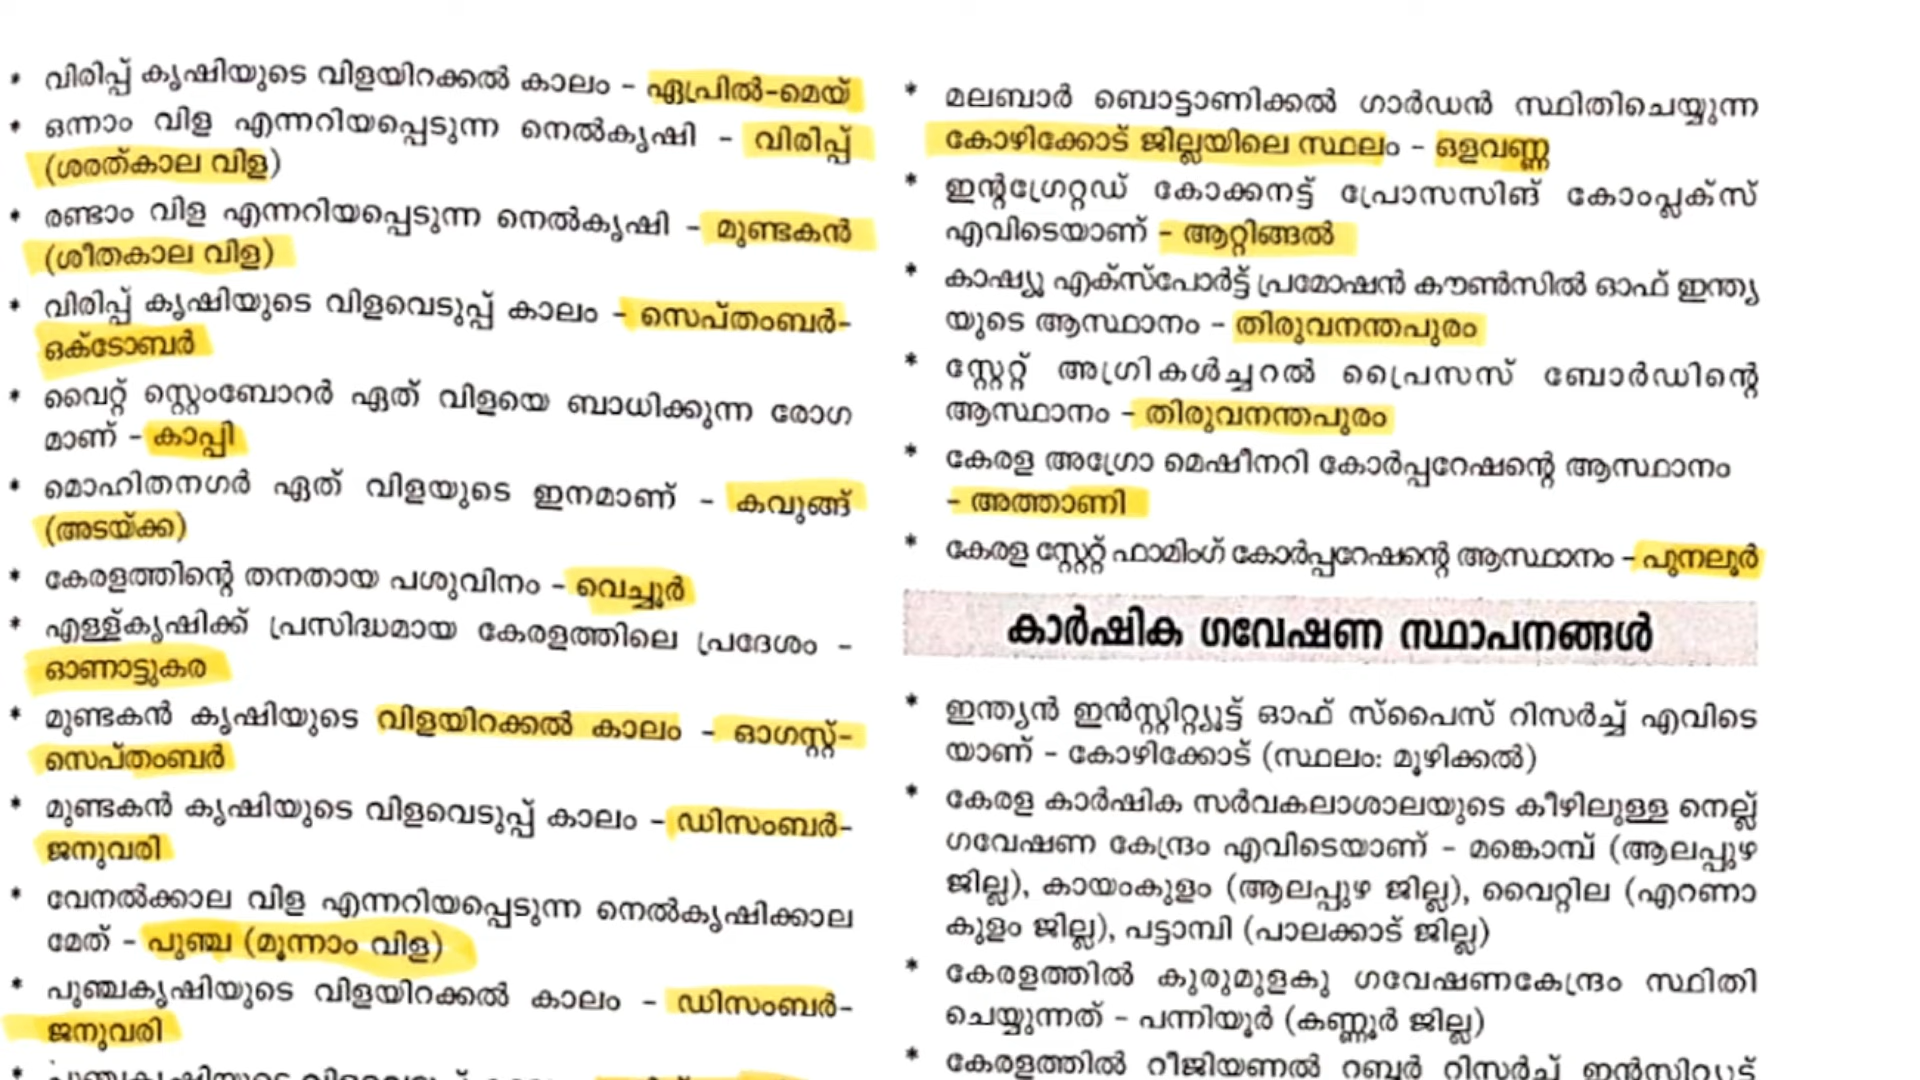 * വിരിപ്പ് കൃഷിയുടെ വിളയിറക്കൽ കാലം – ഏപ്രിൽ-മെയ്
* ഒന്നാം വിള എന്നറിയപ്പെടുന്ന നെൽകൃഷി – വിരിപ്പ്
(ശരത്കാല വിള)
* രണ്ടാം വിള എന്നറിയപ്പെടുന്ന നെൽകൃഷി – മുണ്ടകൻ
(ശീതകാല വിള)
* വിരിപ്പ് കൃഷിയുടെ വിളവെടുപ്പ് കാലം – സെപ്തംബർ-
ഒക്ടോബർ
* വൈറ്റ് സ്റ്റെംബോറർ ഏത് വിളയെ ബാധിക്കുന്ന രോഗ
മാണ് – കാപ്പി
* മൊഹിതനഗർ ഏത് വിളയുടെ ഇനമാണ് – കവുങ്ങ്
(അടയ്ക്ക)
* കേരളത്തിന്റെ തനതായ പശുവിനം – വെച്ചൂർ
* എള്ള്കൃഷിക്ക് പ്രസിദ്ധമായ കേരളത്തിലെ പ്രദേശം –
ഓണാട്ടുകര
* മുണ്ടകൻ കൃഷിയുടെ വിളയിറക്കൽ കാലം – ഓഗസ്റ്റ്-
സെപ്തംബർ
* മുണ്ടകൻ കൃഷിയുടെ വിളവെടുപ്പ് കാലം – ഡിസംബർ-
ജനുവരി
* വേനൽക്കാല വിള എന്നറിയപ്പെടുന്ന നെൽകൃഷിക്കാല
മേത് – പുഞ്ച (മൂന്നാം വിള)
* പുഞ്ചകൃഷിയുടെ വിളയിറക്കൽ കാലം – ഡിസംബർ-
ജനുവരി
* മലബാർ ബൊട്ടാണിക്കൽ ഗാർഡൻ സ്ഥിതിചെയ്യുന്ന
കോഴിക്കോട് ജില്ലയിലെ സ്ഥലം – ഒളവണ്ണ
* ഇന്റഗ്രേറ്റഡ് കോക്കനട്ട് പ്രോസസിങ് കോംപ്ലക്സ്
എവിടെയാണ് – ആറ്റിങ്ങൽ
* കാഷ്യൂ എക്സ്പോർട്ട് പ്രമോഷൻ കൗൺസിൽ ഓഫ് ഇന്ത്യ
യുടെ ആസ്ഥാനം – തിരുവനന്തപുരം
* സ്റ്റേറ്റ് അഗ്രികൾച്ചറൽ പ്രൈസസ് ബോർഡിന്റെ
ആസ്ഥാനം – തിരുവനന്തപുരം
* കേരള അഗ്രോ മെഷീനറി കോർപ്പറേഷന്റെ ആസ്ഥാനം
– അത്താണി
* കേരള സ്റ്റേറ്റ് ഫാമിംഗ് കോർപ്പറേഷന്റെ ആസ്ഥാനം – പുനലൂർ
കാർഷിക ഗവേഷണ സ്ഥാപനങ്ങൾ
* ഇന്ത്യൻ ഇൻസ്റ്റിറ്റ്യൂട്ട് ഓഫ് സ്പൈസ് റിസർച്ച് എവിടെ
യാണ് – കോഴിക്കോട് (സ്ഥലം: മൂഴിക്കൽ)
* കേരള കാർഷിക സർവകലാശാലയുടെ കീഴിലുള്ള നെല്ല്
ഗവേഷണ കേന്ദ്രം എവിടെയാണ് – മങ്കൊമ്പ് (ആലപ്പുഴ
ജില്ല), കായംകുളം (ആലപ്പുഴ ജില്ല), വൈറ്റില (എറണാ
കുളം ജില്ല), പട്ടാമ്പി (പാലക്കാട് ജില്ല)
* കേരളത്തിൽ കുരുമുളകു ഗവേഷണകേന്ദ്രം സ്ഥിതി
ചെയ്യുന്നത് – പന്നിയൂർ (കണ്ണൂർ ജില്ല)
* കേരളത്തിൽ റീജിയണൽ റബ്ബർ റിസർച്ച് ഇൻസ്റ്റിറ്റ്യൂട്ട്